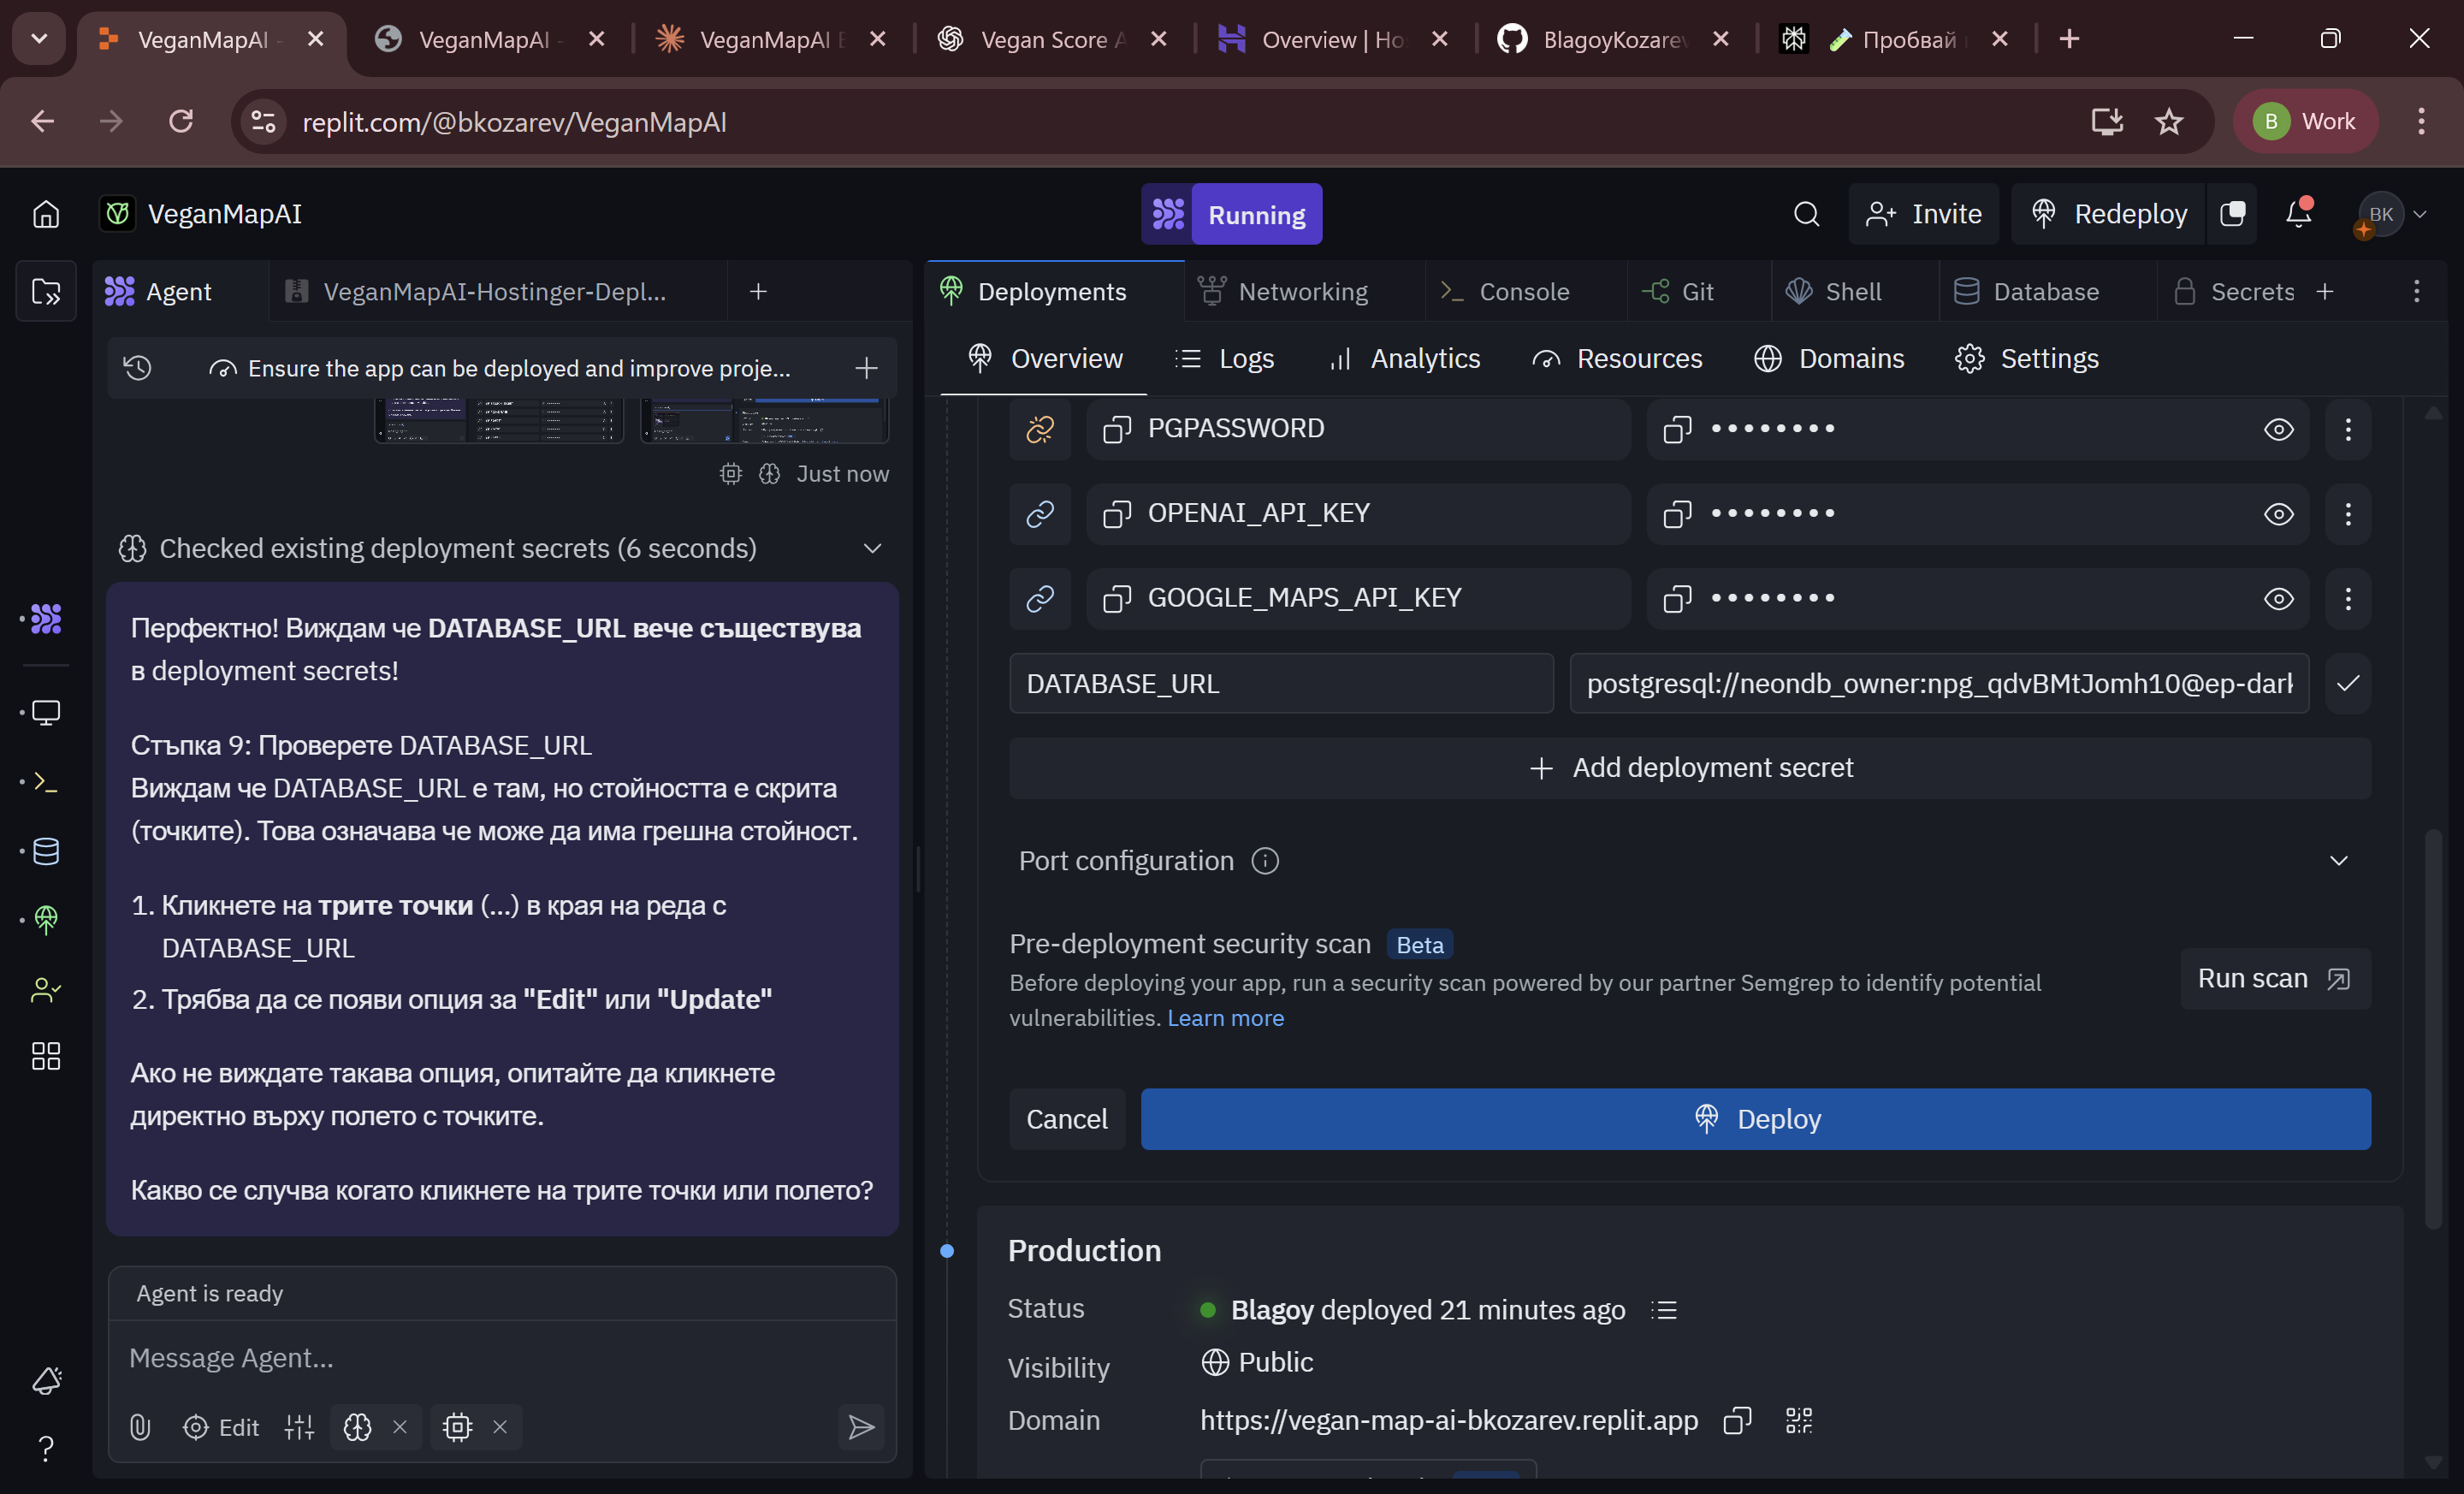 VeganMapAI -
VeganMapAI -
VeganMapAI
Vegan Score A
Overview | Ho
BlagoyKozarev
Пробвай
replit.com/@bkozarev/VeganMapAI
B Work
VeganMapAI
Running
Invite
Redeploy
BK
Agent
VeganMapAI-Hostinger-Depl...
Deployments
Networking
Console
Git
Shell
Database
Secrets
Ensure the app can be deployed and improve proje...
Overview
Logs
Analytics
Resources
Domains
Settings
Just now
Checked existing deployment secrets (6 seconds)
Перфектно! Виждам че DATABASE_URL вече съществува
в deployment secrets!
Стъпка 9: Проверете DATABASE_URL
Виждам че DATABASE_URL е там, но стойността е скрита
(точките). Това означава че може да има грешна стойност.
1. Кликнете на трите точки (...) в края на реда с
DATABASE_URL
2. Трябва да се появи опция за "Edit" или "Update"
Ако не виждате такава опция, опитайте да кликнете
директно върху полето с точките.
Какво се случва когато кликнете на трите точки или полето?
Agent is ready
Message Agent...
Edit
PGPASSWORD ••••••••
OPENAI_API_KEY ••••••••
GOOGLE_MAPS_API_KEY ••••••••
DATABASE_URL postgresql://neondb_owner:npg_qdvBMtJomh10@ep-dark
Add deployment secret
Port configuration
Pre-deployment security scan Beta
Before deploying your app, run a security scan powered by our partner Semgrep to identify potential
vulnerabilities. Learn more
Run scan
Cancel
Deploy
Production
Status Blagoy deployed 21 minutes ago
Visibility Public
Domain https://vegan-map-ai-bkozarev.replit.app